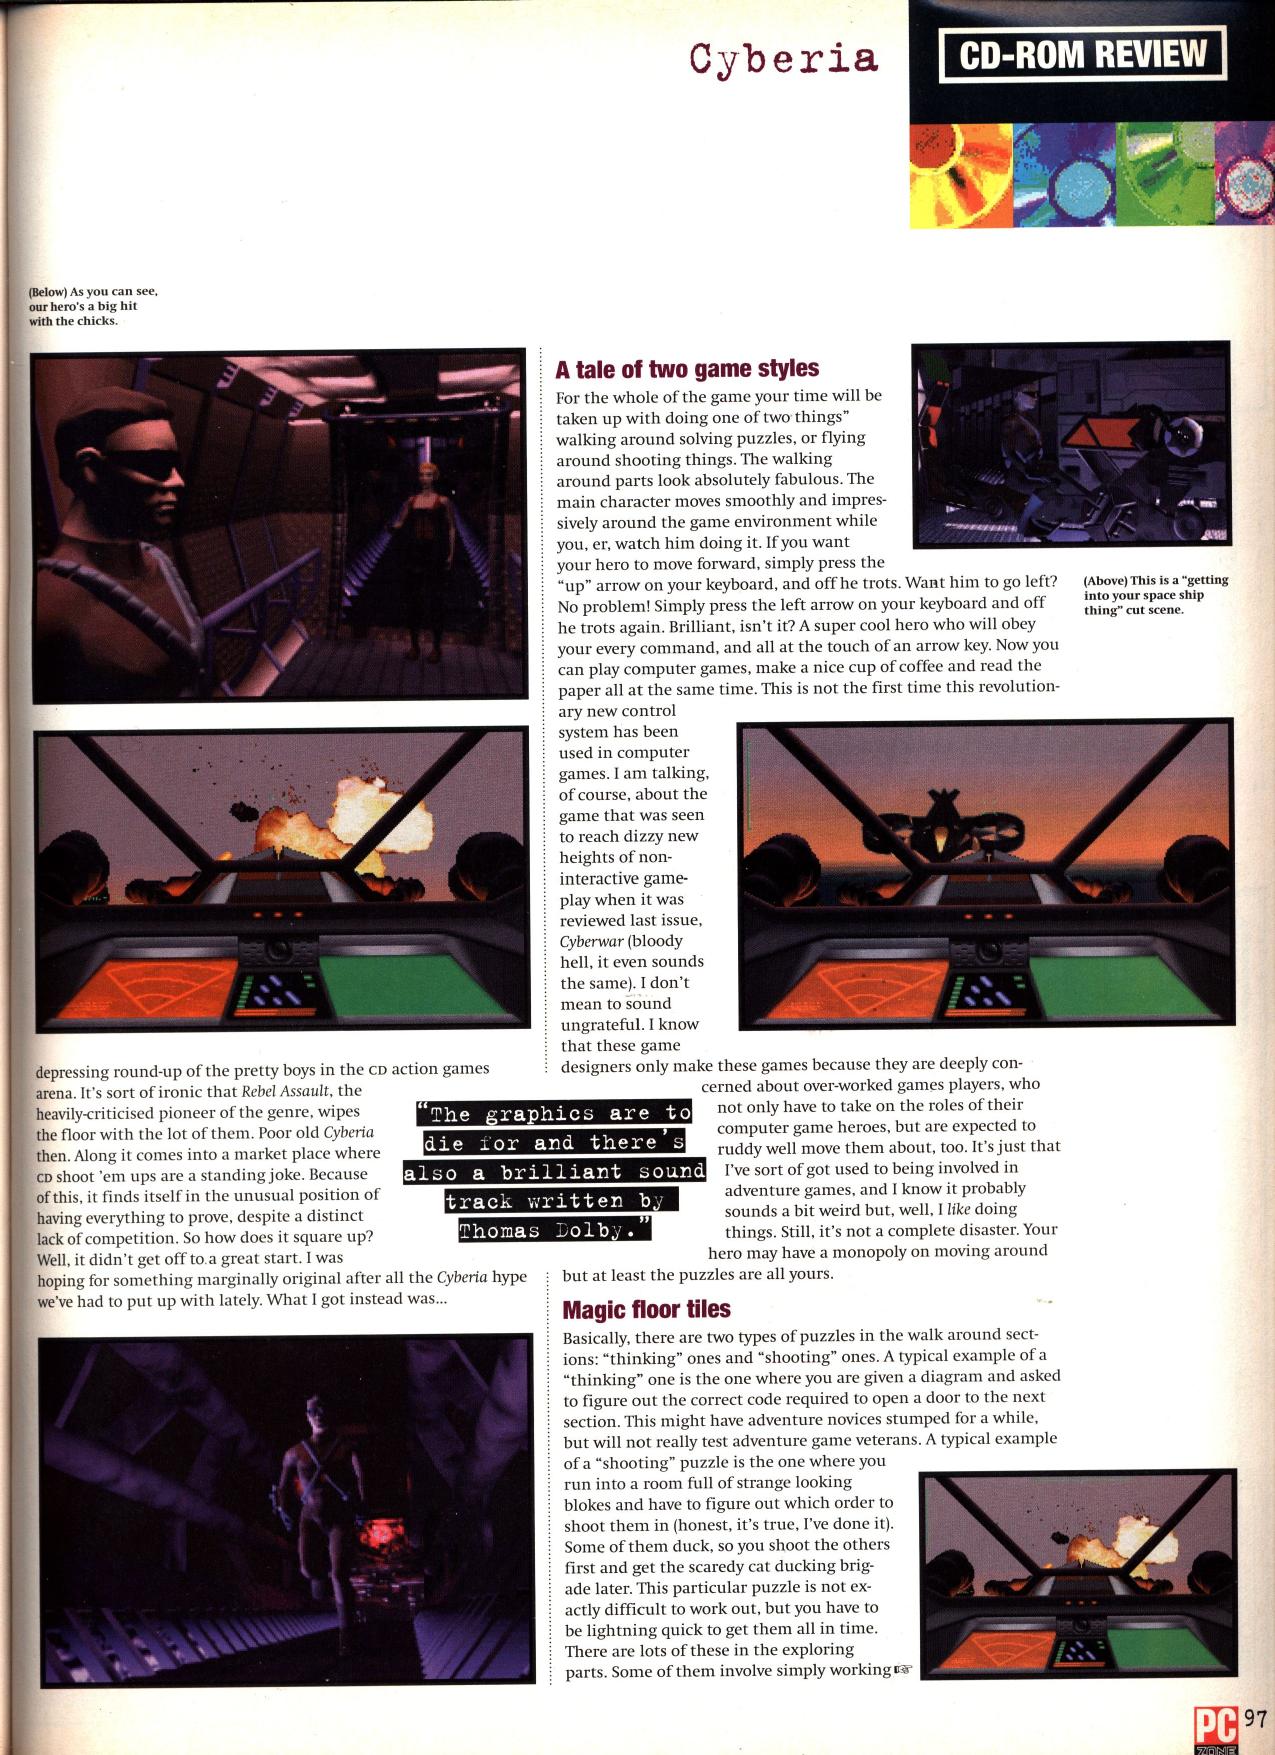 Cyberia
CD-ROM REVIEW
(Below) As you can see,
our hero's a big hit
with the chicks.
depressing round-up of the pretty boys in the CD action games
arena. It's sort of ironic that Rebel Assault, the
heavily-criticised pioneer of the genre, wipes
the floor with the lot of them. Poor old Cyberia
then. Along it comes into a market place where
CD shoot 'em ups are a standing joke. Because
of this, it finds itself in the unusual position of
having everything to prove, despite a distinct
lack of competition. So how does it square up?
Well, it didn't get off to a great start. I was
hoping for something marginally original after all the Cyberia hype
we've had to put up with lately. What I got instead was...
"The graphics are to
die for and there's
also a brilliant sound
track written by
Thomas Dolby."
A tale of two game styles
For the whole of the game your time will be
taken up with doing one of two things"
walking around solving puzzles, or flying
around shooting things. The walking
around parts look absolutely fabulous. The
main character moves smoothly and impres-
sively around the game environment while
you, er, watch him doing it. If you want
your hero to move forward, simply press the
"up" arrow on your keyboard, and off he trots. Want him to go left?
No problem! Simply press the left arrow on your keyboard and off
he trots again. Brilliant, isn't it? A super cool hero who will obey
your every command, and all at the touch of an arrow key. Now you
can play computer games, make a nice cup of coffee and read the
paper all at the same time. This is not the first time this revolution-
ary new control
system has been
used in computer
games. I am talking,
of course, about the
game that was seen
to reach dizzy new
heights of non-
interactive game-
play when it was
reviewed last issue,
Cyberwar (bloody
hell, it even sounds
the same). I don't
mean to sound
ungrateful. I know
that these game
designers only make these games because they are deeply con-
cerned about over-worked games players, who
not only have to take on the roles of their
computer game heroes, but are expected to
ruddy well move them about, too. It's just that
I've sort of got used to being involved in
adventure games, and I know it probably
sounds a bit weird but, well, I like doing
things. Still, it's not a complete disaster. Your
hero may have a monopoly on moving around
but at least the puzzles are all yours.
(Above) This is a "getting
into your space ship
thing" cut scene.
Magic floor tiles
Basically, there are two types of puzzles in the walk around sect-
ions: "thinking" ones and "shooting" ones. A typical example of a
"thinking" one is the one where you are given a diagram and asked
to figure out the correct code required to open a door to the next
section. This might have adventure novices stumped for a while,
but will not really test adventure game veterans. A typical example
of a "shooting" puzzle is the one where you
run into a room full of strange looking
blokes and have to figure out which order to
shoot them in (honest, it's true, I've done it).
Some of them duck, so you shoot the others
first and get the scaredy cat ducking brig-
ade later. This particular puzzle is not ex-
actly difficult to work out, but you have to
be lightning quick to get them all in time.
There are lots of these in the exploring
parts. Some of them involve simply working ☞
PC
ZONE
97